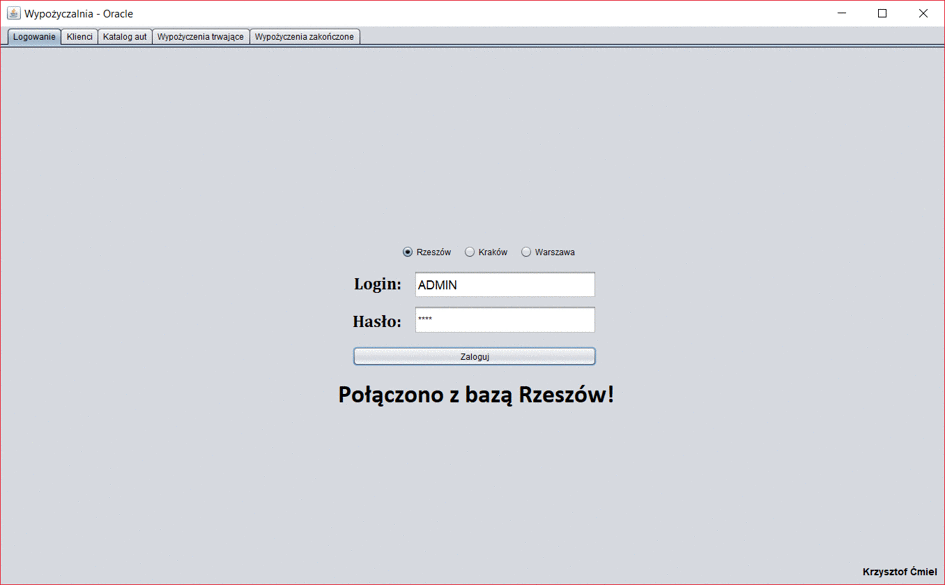 Wypożyczalnia - Oracle
Logowanie Klienci Katalog aut Wypożyczenia trwające Wypożyczenia zakończone
Rzeszów Kraków Warszawa
Login: ADMIN
Hasło: ****
Zaloguj
Połączono z bazą Rzeszów!
Krzysztof Ćmiel